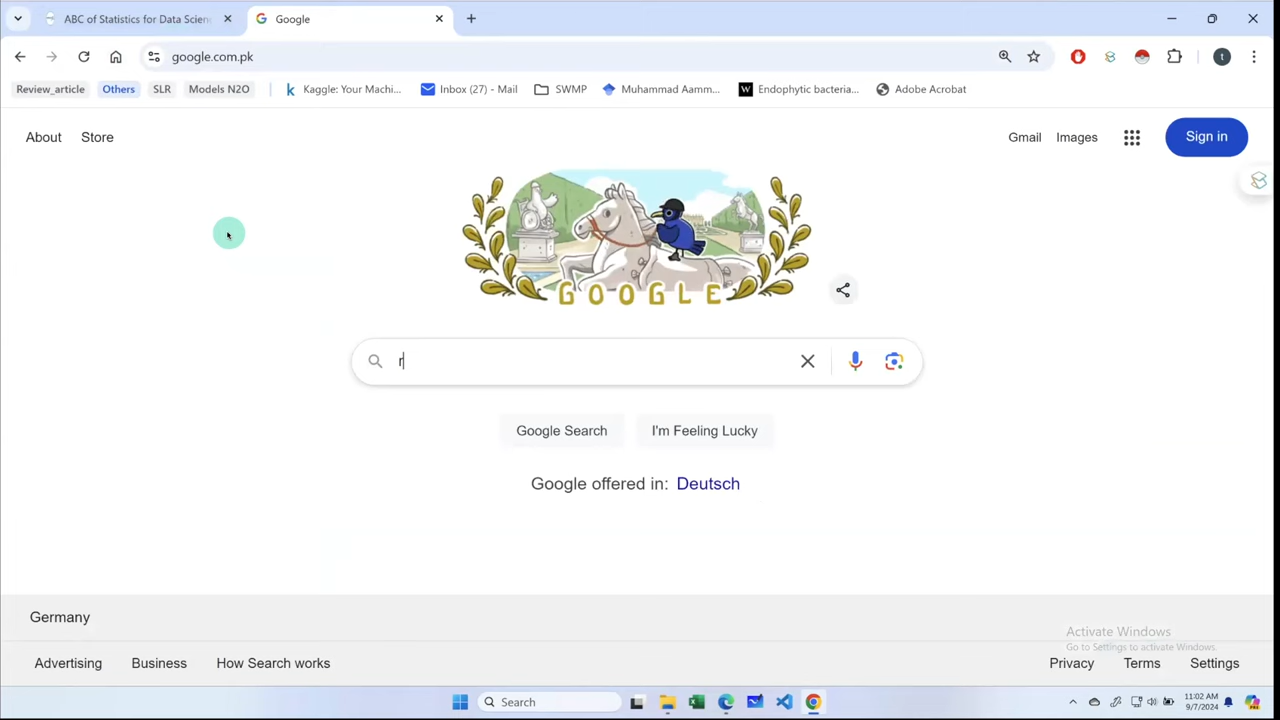 ABC of Statistics for Data Scienc
Google
google.com.pk
Review_article Others SLR Models N2O Kaggle: Your Machi... Inbox (27) - Mail SWMP Muhammad Aamm... Endophytic bacteria... Adobe Acrobat
About Store Gmail Images Sign in
GOOGLE
r
Google Search I'm Feeling Lucky
Google offered in: Deutsch
Germany
Activate Windows
Go to Settings to activate Windows.
Advertising Business How Search works Privacy Terms Settings
Search
11:02 AM
9/7/2024